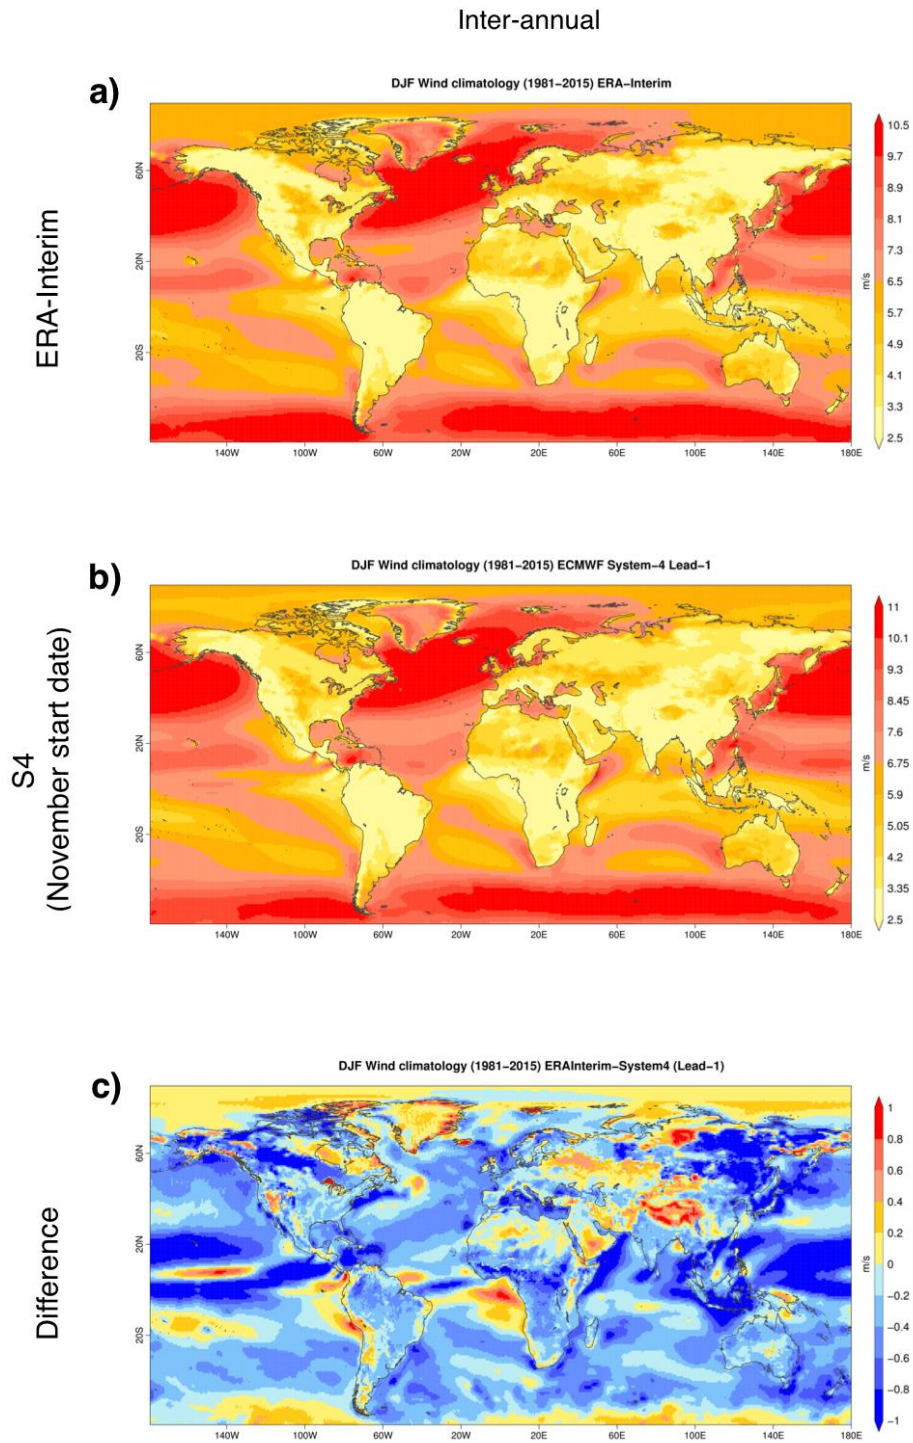 Inter-annual
a)
DJF Wind climatology (1981−2015) ERA−Interim
ERA-Interim
60N
20N
20S
140W 100W 60W 20W 20E 60E 100E 140E 180E
10.5
9.7
8.9
8.1
7.3
6.5
5.7
4.9
4.1
3.3
2.5
m/s
b)
DJF Wind climatology (1981−2015) ECMWF System−4 Lead−1
S4
(November start date)
60N
20N
20S
140W 100W 60W 20W 20E 60E 100E 140E 180E
11
10.1
9.3
8.45
7.6
6.75
5.9
5.05
4.2
3.35
2.5
m/s
c)
DJF Wind climatology (1981−2015) ERAInterim−System4 (Lead−1)
Difference
60N
20N
20S
140W 100W 60W 20W 20E 60E 100E 140E 180E
1
0.8
0.6
0.4
0.2
0
−0.2
−0.4
−0.6
−0.8
−1
m/s